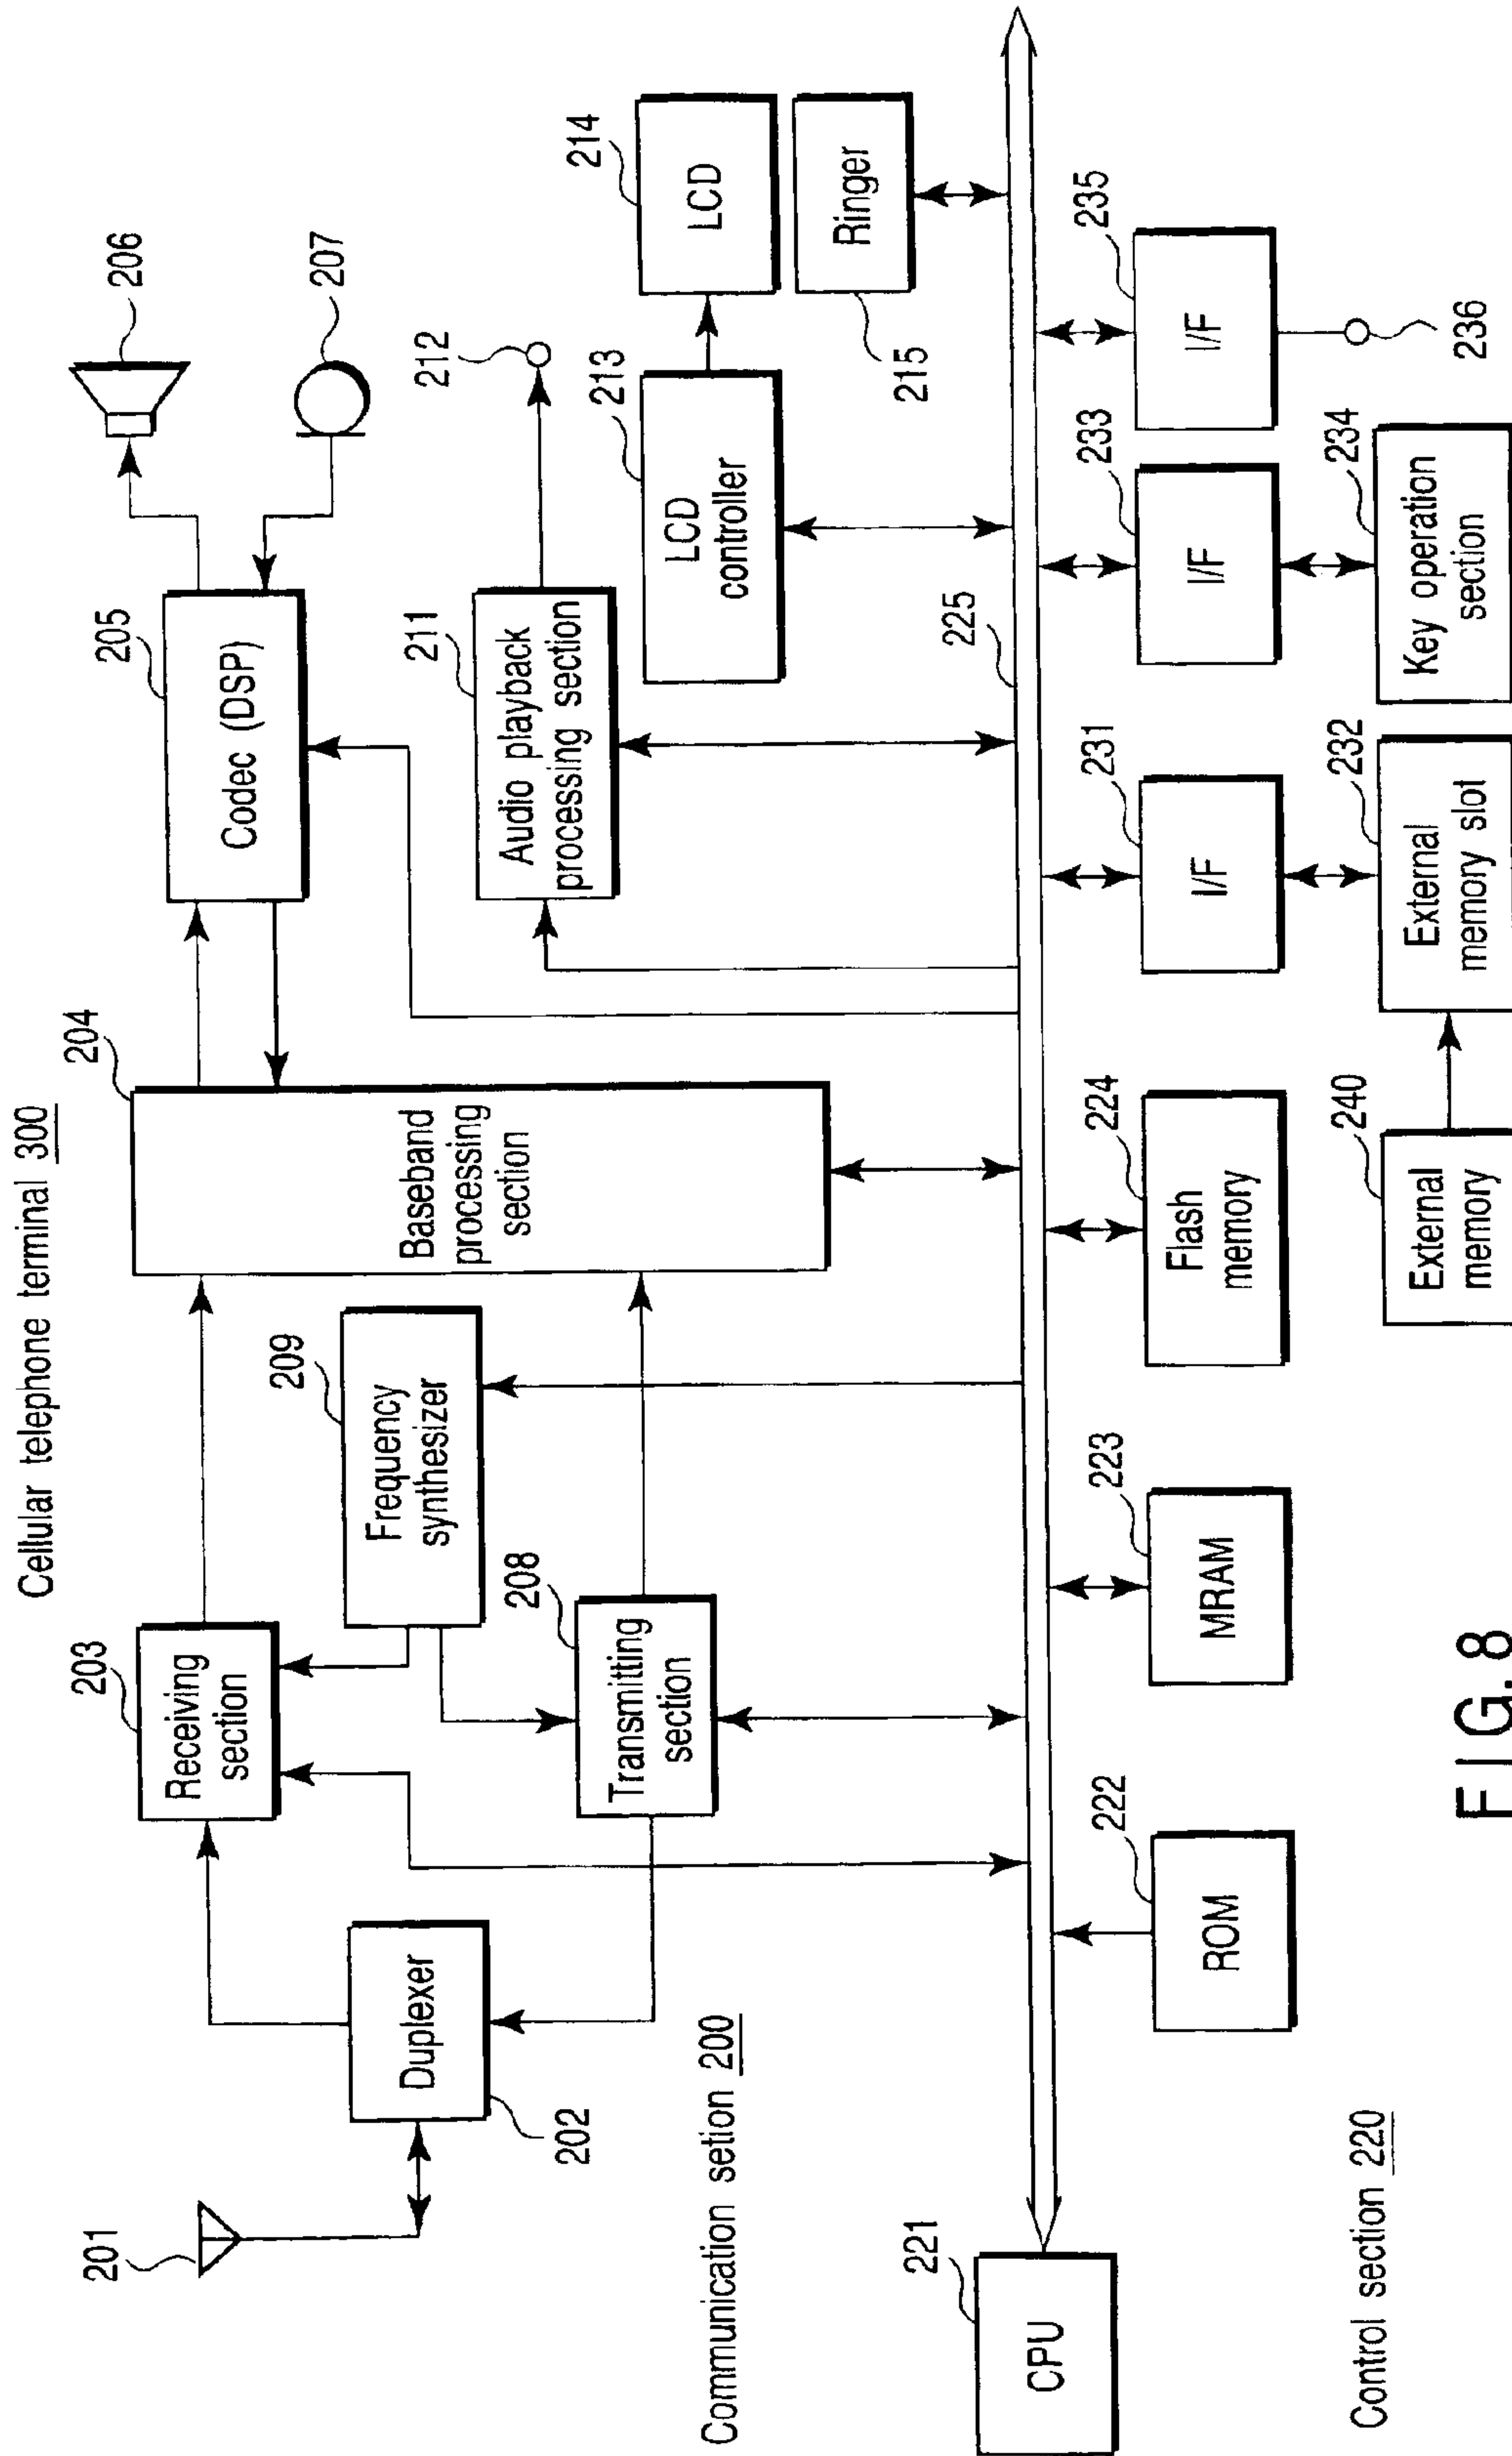 Cellular telephone terminal 300
201
Duplexer
202
203
Receiving
section
209
Frequency
synthesizer
208
Transmitting
section
204
Baseband
processing
section
205
Codec (DSP)
206
207
211
Audio playback
processing section
212
213
LCD
controller
214
LCD
Ringer
215
Communication setion 200
225
221
CPU
222
ROM
223
MRAM
224
Flash
memory
231
I/F
233
I/F
235
I/F
236
240
External
memory
232
External
memory slot
234
Key operation
section
Control section 220
FIG. 8